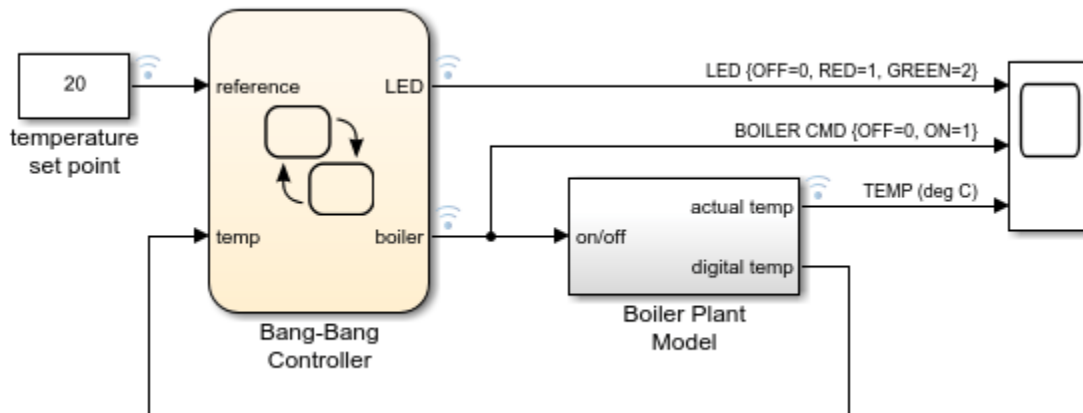 20
temperature
set point
reference
LED
temp
boiler
Bang-Bang
Controller
LED {OFF=0, RED=1, GREEN=2}
BOILER CMD {OFF=0, ON=1}
TEMP (deg C)
on/off
actual temp
digital temp
Boiler Plant
Model